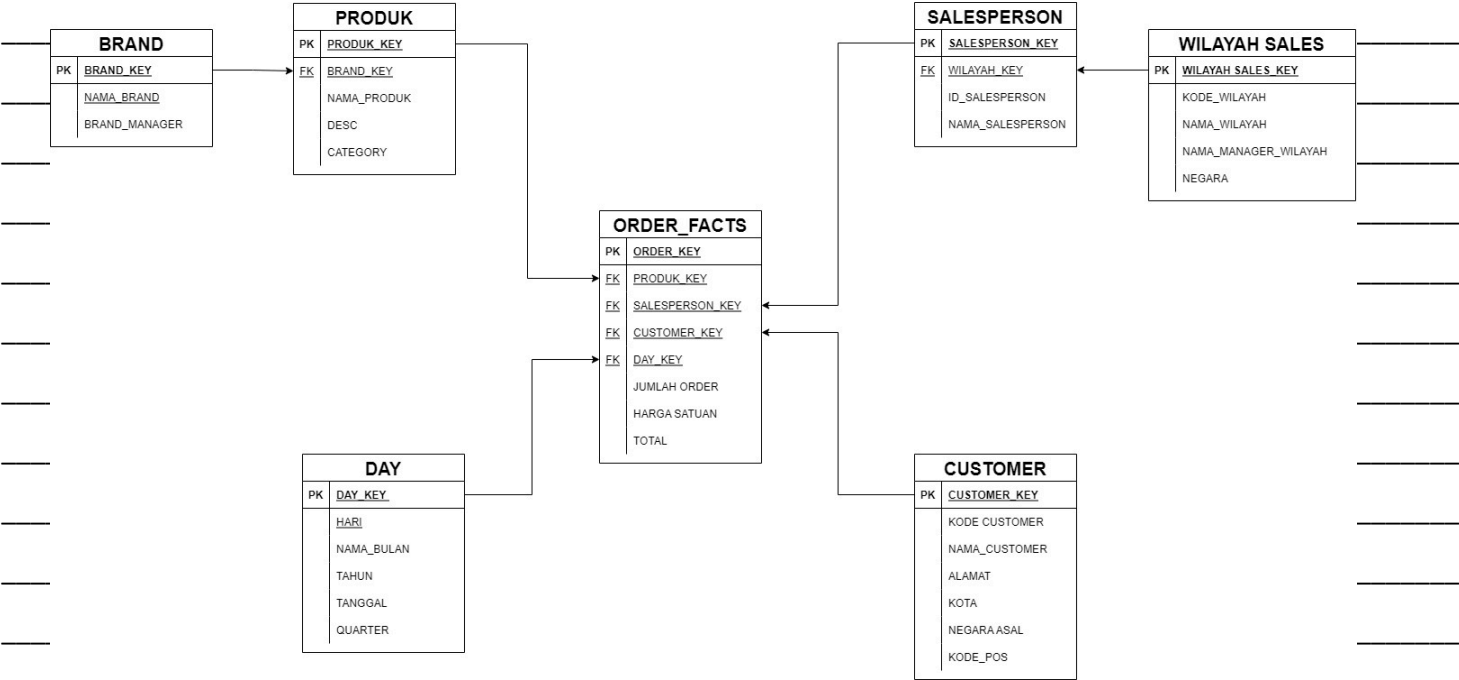 BRAND
PK BRAND_KEY
NAMA_BRAND
BRAND_MANAGER
PRODUK
PK PRODUK_KEY
FK BRAND_KEY
NAMA_PRODUK
DESC
CATEGORY
SALESPERSON
PK SALESPERSON_KEY
FK WILAYAH_KEY
ID_SALESPERSON
NAMA_SALESPERSON
WILAYAH SALES
PK WILAYAH SALES_KEY
KODE_WILAYAH
NAMA_WILAYAH
NAMA_MANAGER_WILAYAH
NEGARA
ORDER_FACTS
PK ORDER_KEY
FK PRODUK_KEY
FK SALESPERSON_KEY
FK CUSTOMER_KEY
FK DAY_KEY
JUMLAH ORDER
HARGA SATUAN
TOTAL
DAY
PK DAY_KEY
HARI
NAMA_BULAN
TAHUN
TANGGAL
QUARTER
CUSTOMER
PK CUSTOMER_KEY
KODE CUSTOMER
NAMA_CUSTOMER
ALAMAT
KOTA
NEGARA ASAL
KODE_POS